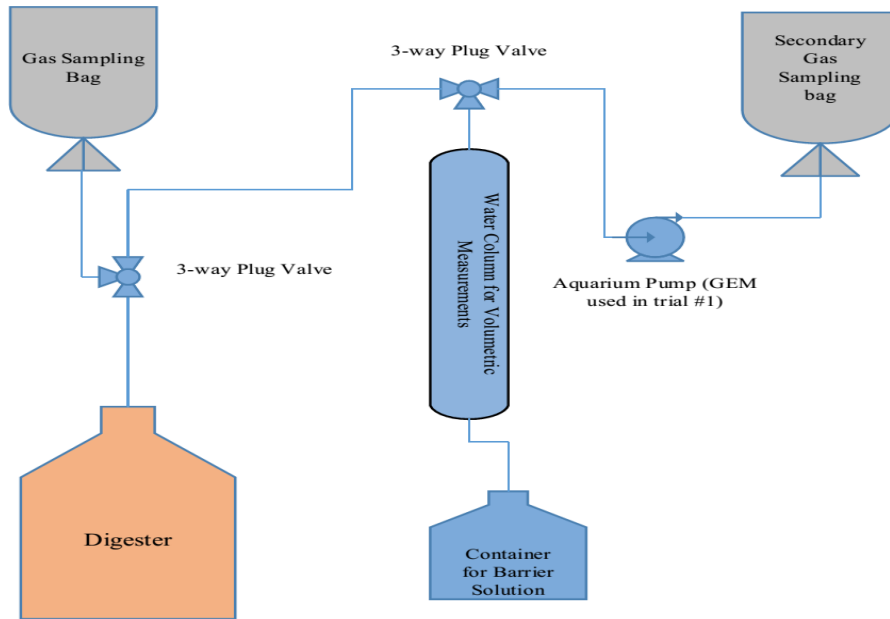 Gas Sampling
Bag
3-way Plug Valve
Secondary
Gas
Sampling
bag
Water Column for Volumetric
Measurements
3-way Plug Valve
Aquarium Pump (GEM
used in trial #1)
Digester
Container
for Barrier
Solution